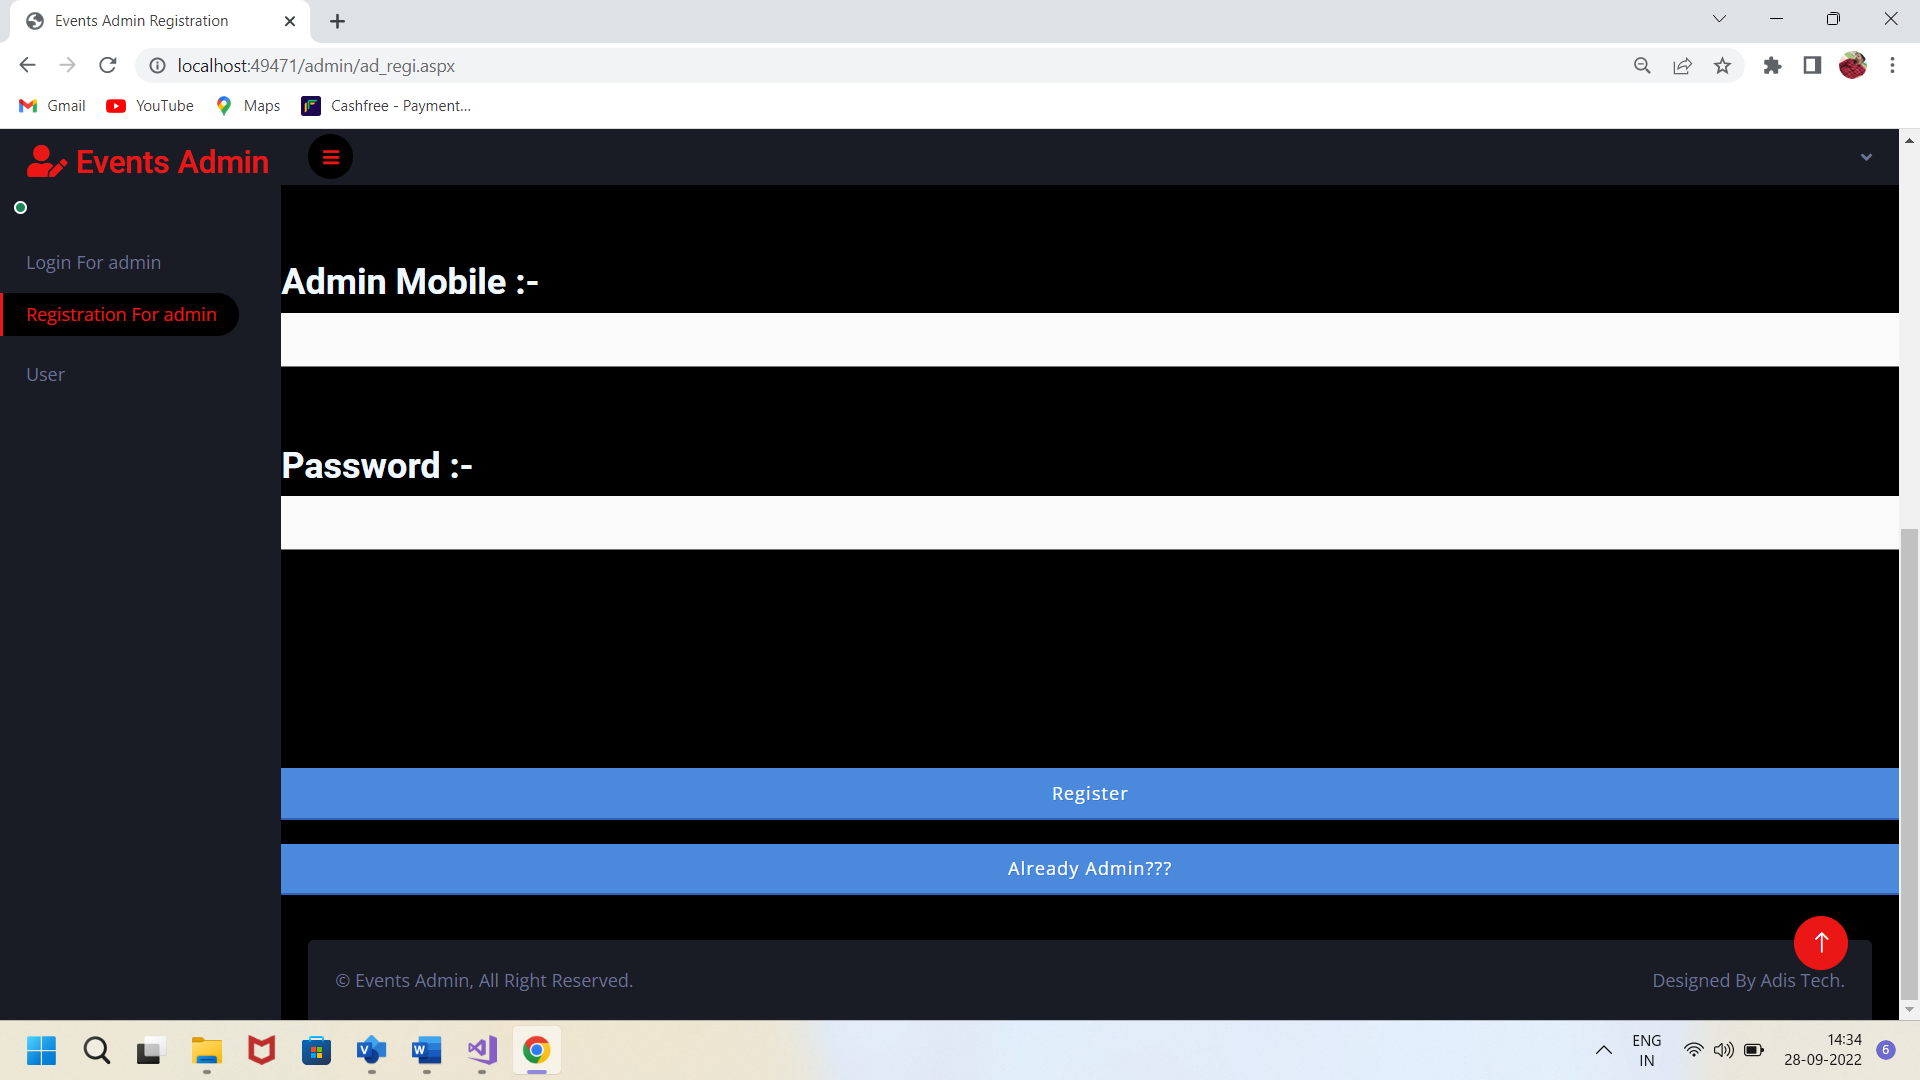 Events Admin Registration
localhost:49471/admin/ad_regi.aspx
Gmail
YouTube
Maps
Cashfree - Payment...
Events Admin
Login For admin
Registration For admin
User
Admin Mobile :-
Password :-
Register
Already Admin???
© Events Admin, All Right Reserved.
Designed By Adis Tech.
ENG
IN
14:34
28-09-2022
6